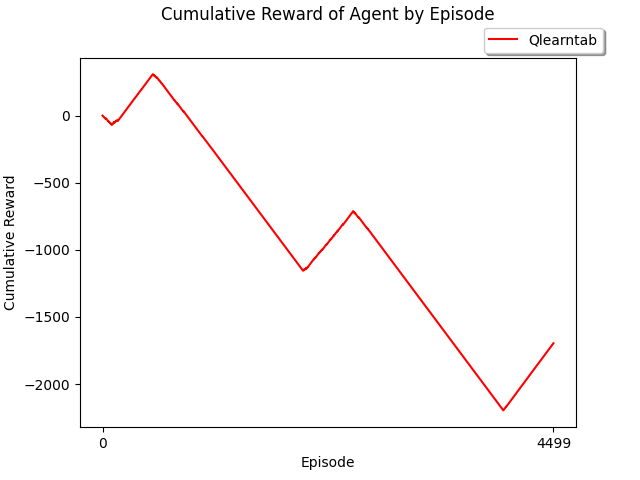 Cumulative Reward of Agent by Episode
Qlearntab
0
−500
−1000
−1500
−2000
Cumulative Reward
0
4499
Episode